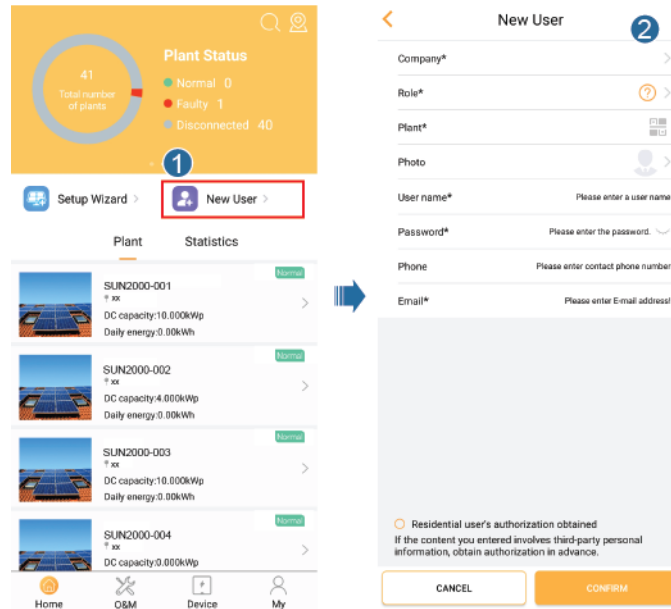 Plant Status
41
Total number
of plants
Normal 0
Faulty 1
Disconnected 40
1
Setup Wizard
New User
Plant
Statistics
Normal
SUN2000-001
xx
DC capacity:10.000kWp
Daily energy:0.00kWh
Normal
SUN2000-002
xx
DC capacity:4.000kWp
Daily energy:0.00kWh
Normal
SUN2000-003
xx
DC capacity:10.000kWp
Daily energy:0.00kWh
Normal
SUN2000-004
xx
DC capacity:0.000kWp
Home
O&M
Device
My
New User
2
Company*
Role*
?
Plant*
Photo
User name* Please enter a user name
Password* Please enter the password.
Phone Please enter contact phone number
Email* Please enter E-mail address!
Residential user's authorization obtained
If the content you entered involves third-party personal
information, obtain authorization in advance.
CANCEL
CONFIRM